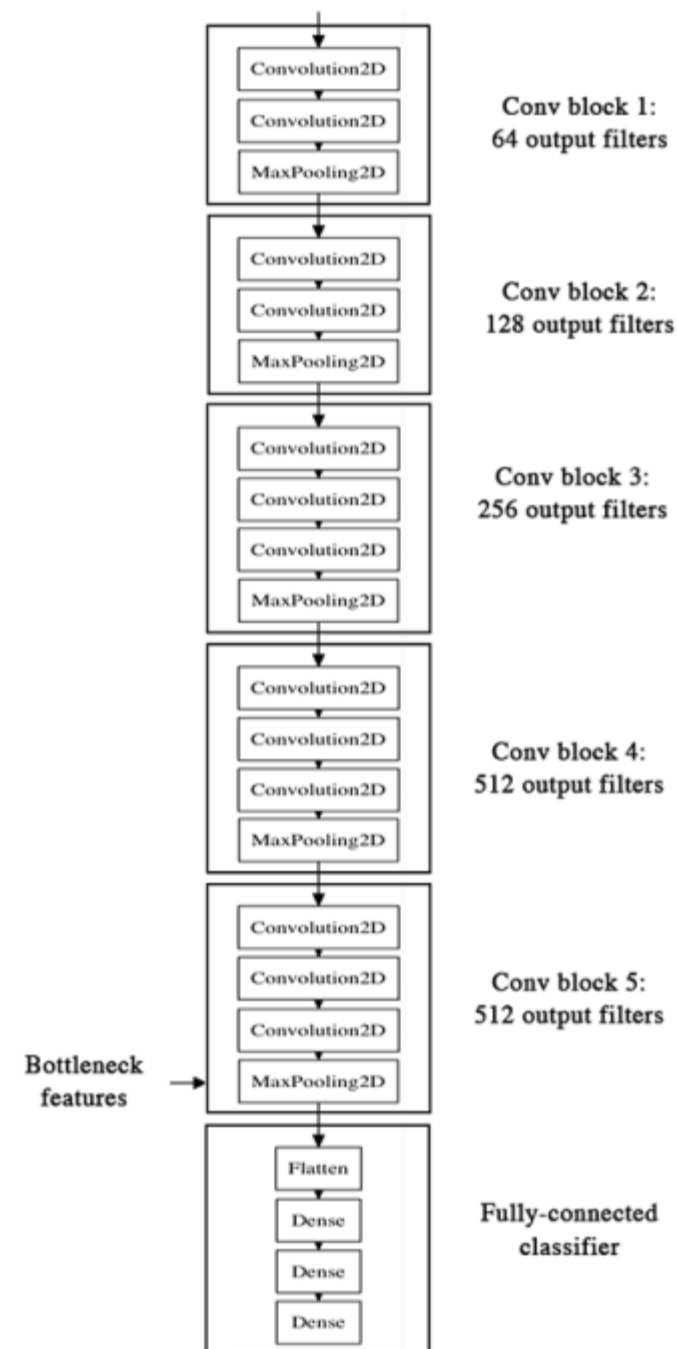 Convolution2D
Convolution2D
MaxPooling2D
Conv block 1:
64 output filters
Convolution2D
Convolution2D
MaxPooling2D
Conv block 2:
128 output filters
Convolution2D
Convolution2D
Convolution2D
MaxPooling2D
Conv block 3:
256 output filters
Convolution2D
Convolution2D
Convolution2D
MaxPooling2D
Conv block 4:
512 output filters
Convolution2D
Convolution2D
Convolution2D
MaxPooling2D
Conv block 5:
512 output filters
Bottleneck
features
Flatten
Dense
Dense
Dense
Fully-connected
classifier